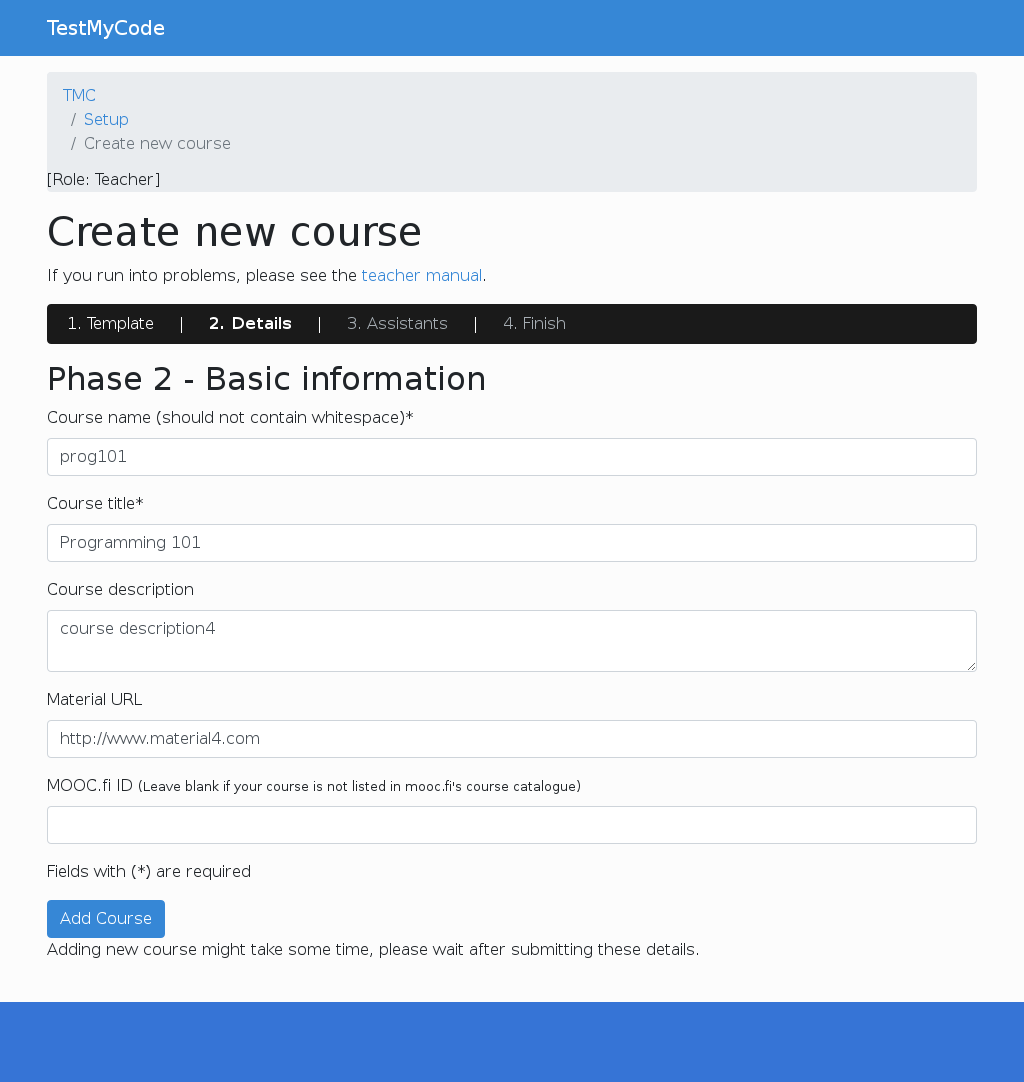 TestMyCode
TMC
/ Setup
/ Create new course
[Role: Teacher]
Create new course
If you run into problems, please see the teacher manual.
1. Template | 2. Details | 3. Assistants | 4. Finish
Phase 2 - Basic information
Course name (should not contain whitespace)*
prog101
Course title*
Programming 101
Course description
course description4
Material URL
http://www.material4.com
MOOC.fi ID (Leave blank if your course is not listed in mooc.fi's course catalogue)
Fields with (*) are required
Add Course
Adding new course might take some time, please wait after submitting these details.